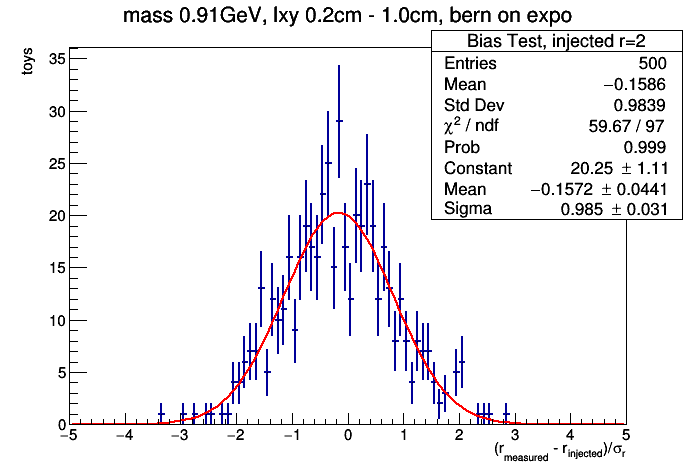 mass 0.91GeV, lxy 0.2cm - 1.0cm, bern on expo
Bias Test, injected r=2
Entries 500
Mean −0.1586
Std Dev 0.9839
χ² / ndf 59.67 / 97
Prob 0.999
Constant 20.25 ± 1.11
Mean −0.1572 ± 0.0441
Sigma 0.985 ± 0.031
toys
35
30
25
20
15
10
5
0
−5 −4 −3 −2 −1 0 1 2 3 4 5
(r_measured - r_injected)/σ_r